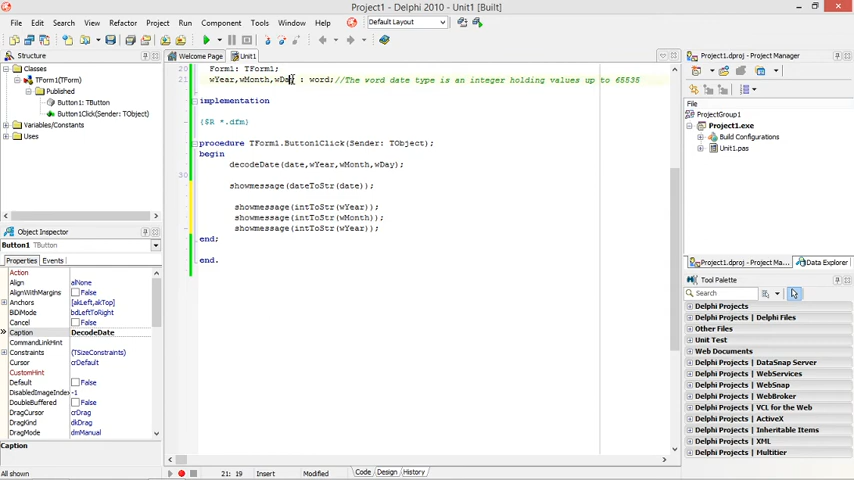 Project1 - Delphi 2010 - Unit1 [Built]
File Edit Search View Refactor Project Run Component Tools Window Help
Default Layout
Structure
Classes
TForm1(TForm)
Published
Button1: TButton
Button1Click(Sender: TObject)
Variables/Constants
Uses
Object Inspector
Button1 TButton
Properties Events
Action
Align alNone
AlignWithMargins False
Anchors [akLeft,akTop]
BiDiMode bdLeftToRight
Cancel False
Caption DecodeDate
CommandLinkHint
Constraints (TSizeConstraints)
Cursor crDefault
CustomHint
Default False
DisabledImageIndex -1
DoubleBuffered False
DragCursor crDrag
DragKind dkDrag
DragMode dmManual
Caption
All shown
Welcome Page Unit1
20 Form1: TForm1;
21 wYear,wMonth,wDay : word;//The word date type is an integer holding values up to 65535
implementation
{$R *.dfm}
procedure TForm1.Button1Click(Sender: TObject);
begin
decodeDate(date,wYear,wMonth,wDay);
30
showmessage(dateToStr(date));
showmessage(intToStr(wYear));
showmessage(intToStr(wMonth));
showmessage(intToStr(wYear));
end;
end.
21: 19 Insert Modified Code Design History
Project1.dproj - Project Manager
File
ProjectGroup1
Project1.exe
Build Configurations
Unit1.pas
Project1.dproj - Project Ma... Data Explorer
Tool Palette
Search
Delphi Projects
Delphi Projects | Delphi Files
Other Files
Unit Test
Web Documents
Delphi Projects | DataSnap Server
Delphi Projects | WebServices
Delphi Projects | WebSnap
Delphi Projects | WebBroker
Delphi Projects | VCL for the Web
Delphi Projects | ActiveX
Delphi Projects | Inheritable Items
Delphi Projects | XML
Delphi Projects | Multitier